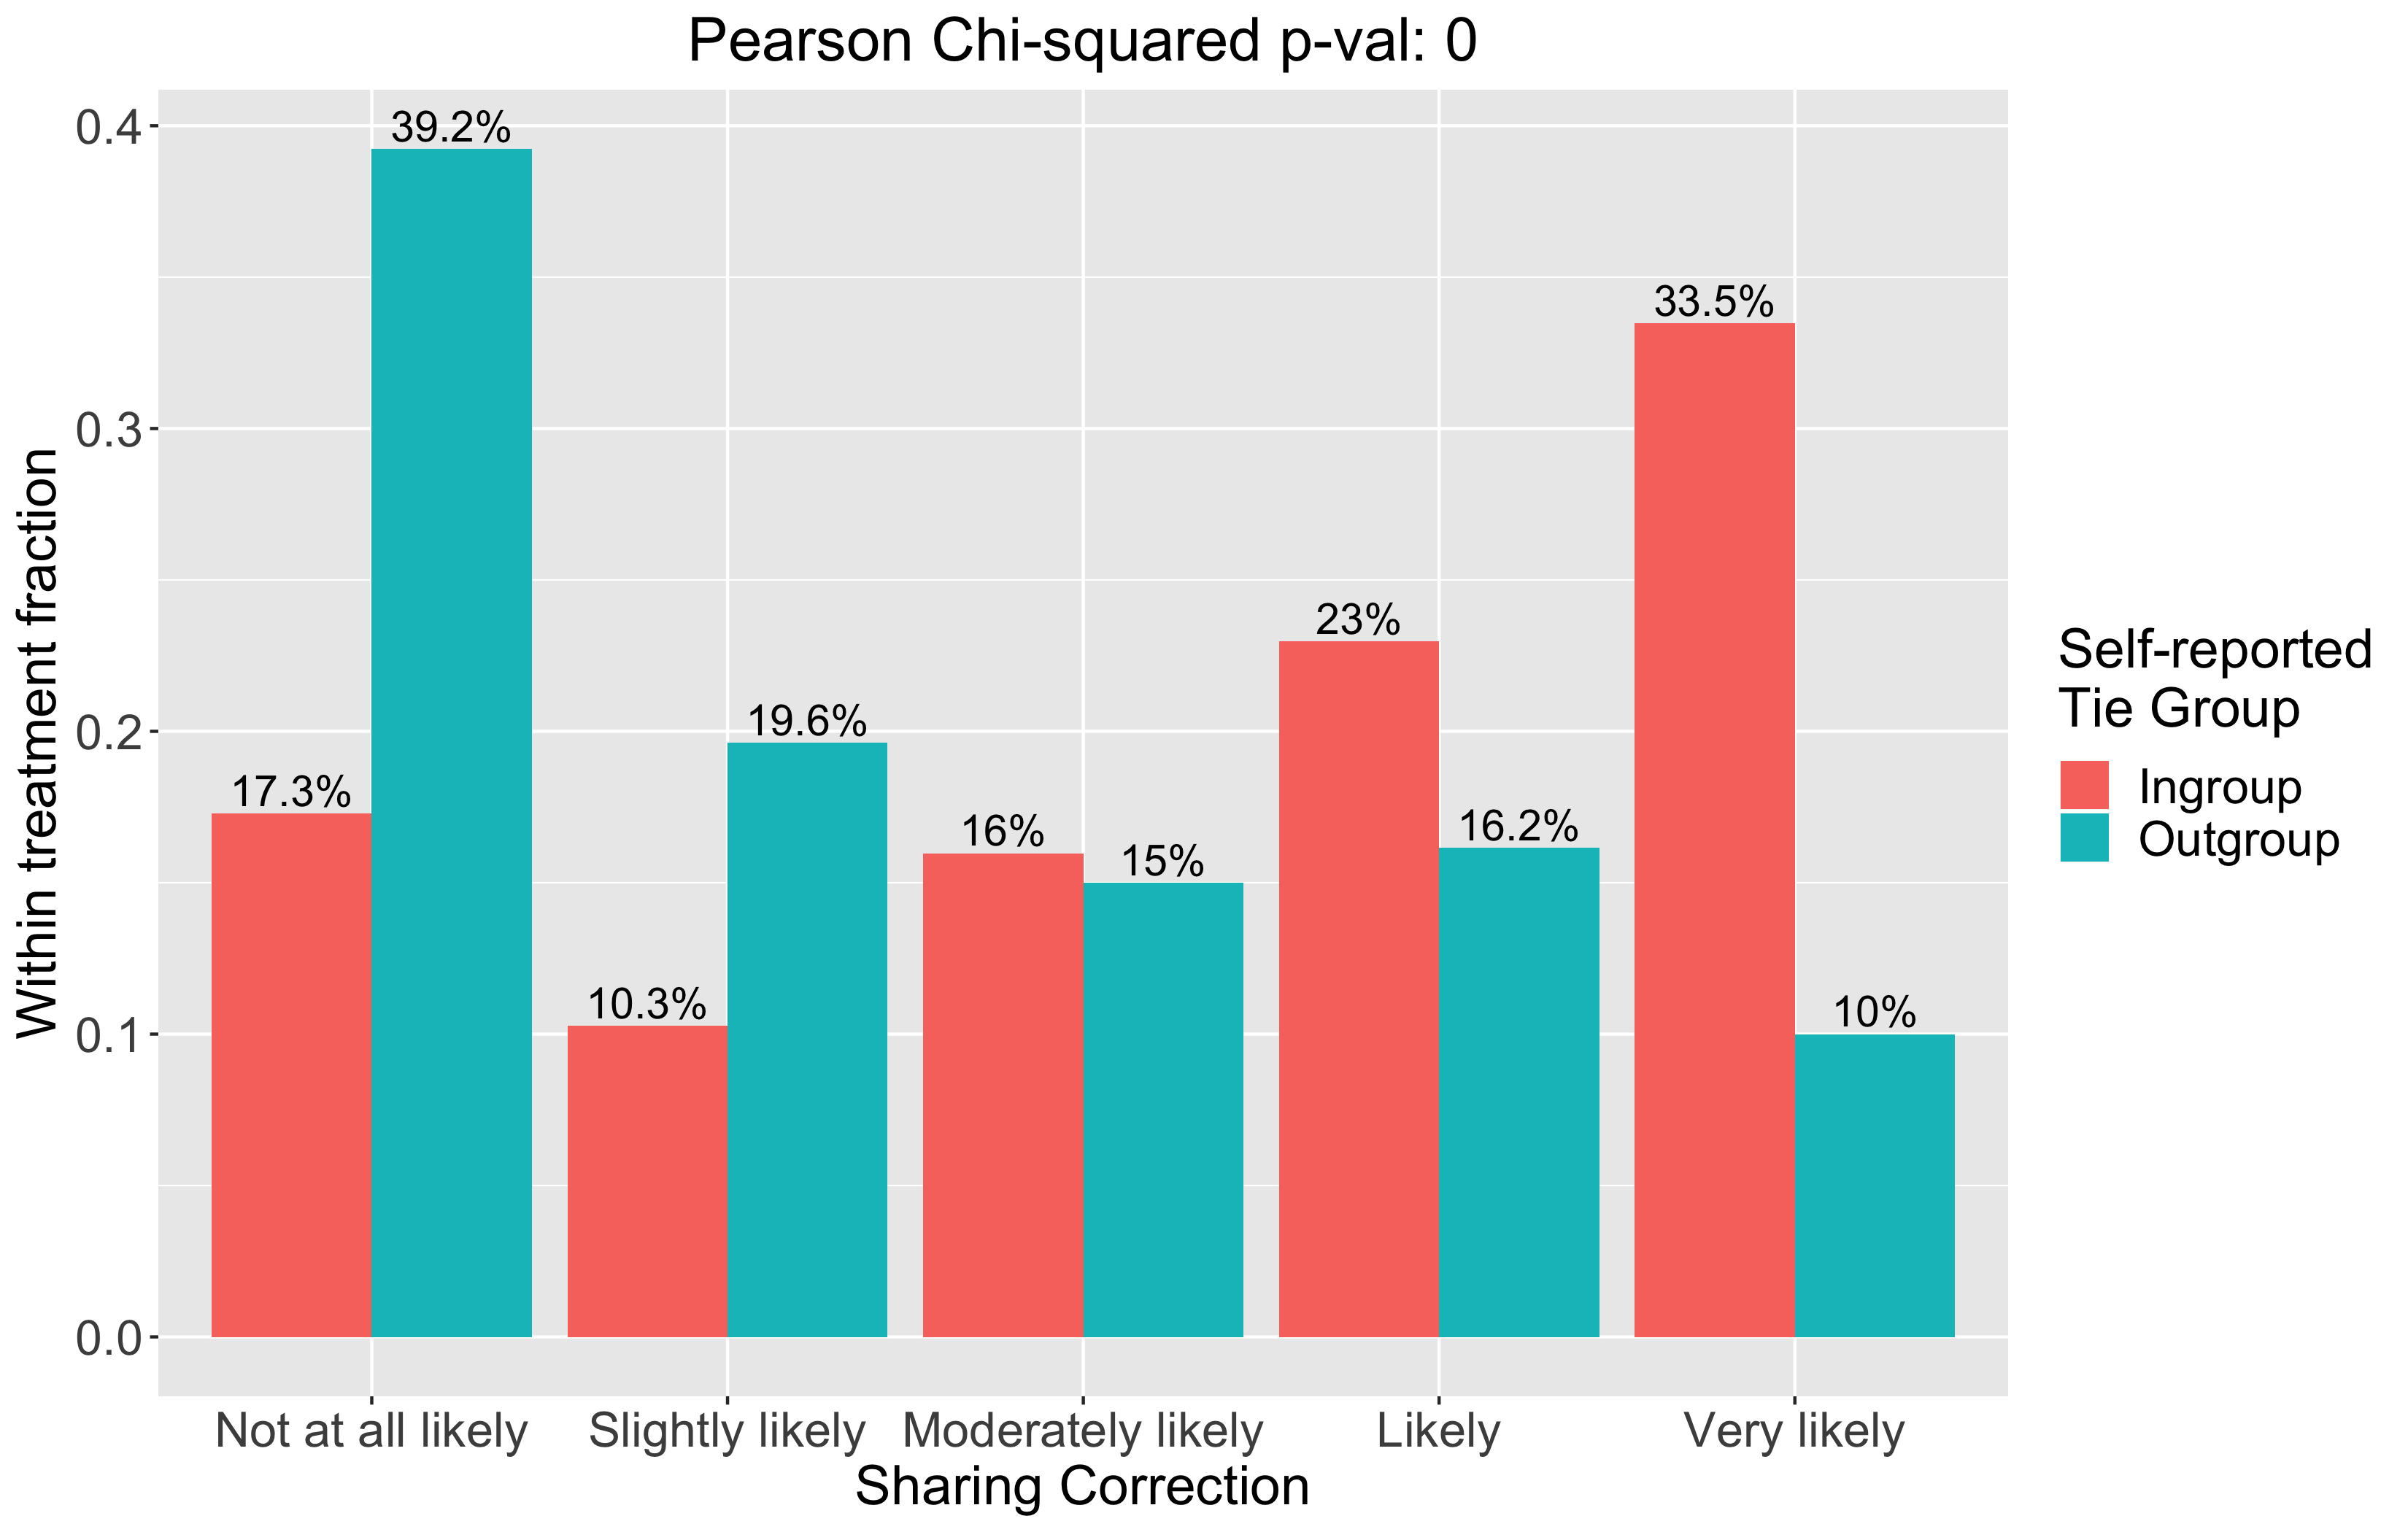 Pearson Chi-squared p-val: 0
Within treatment fraction
0.4
0.3
0.2
0.1
0.0
17.3%
39.2%
10.3%
19.6%
16%
15%
23%
16.2%
33.5%
10%
Not at all likely
Slightly likely
Moderately likely
Likely
Very likely
Sharing Correction
Self-reported
Tie Group
Ingroup
Outgroup